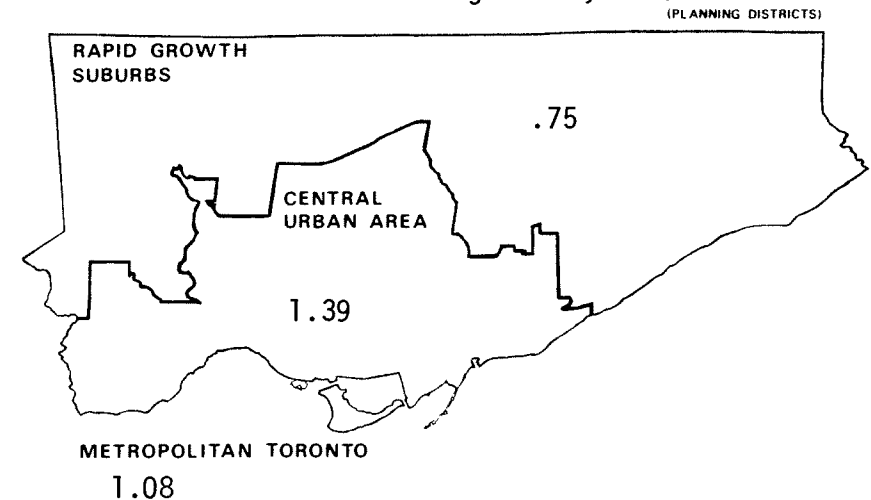 (PLANNING DISTRICTS)
RAPID GROWTH
SUBURBS
.75
CENTRAL
URBAN AREA
1.39
METROPOLITAN TORONTO
1.08